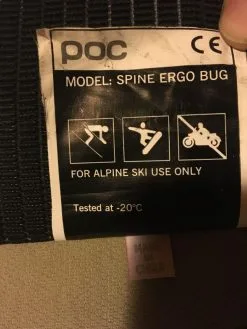 POC CE
MODEL: SPINE ERGO BUG
FOR ALPINE SKI USE ONLY
Tested at -20°C